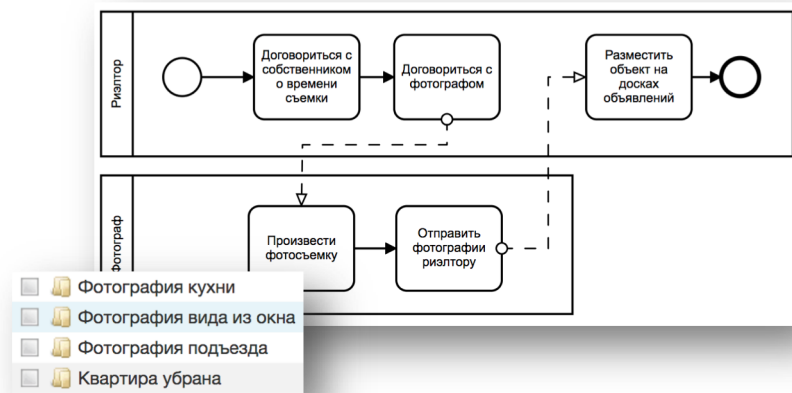 Риэлтор
Договориться с
собственником
о времени
съемки
Договориться с
фотографом
Разместить
объект на
досках
объявлений
Фотограф
Произвести
фотосъемку
Отправить
фотографии
риэлтору
Фотография кухни
Фотография вида из окна
Фотография подъезда
Квартира убрана